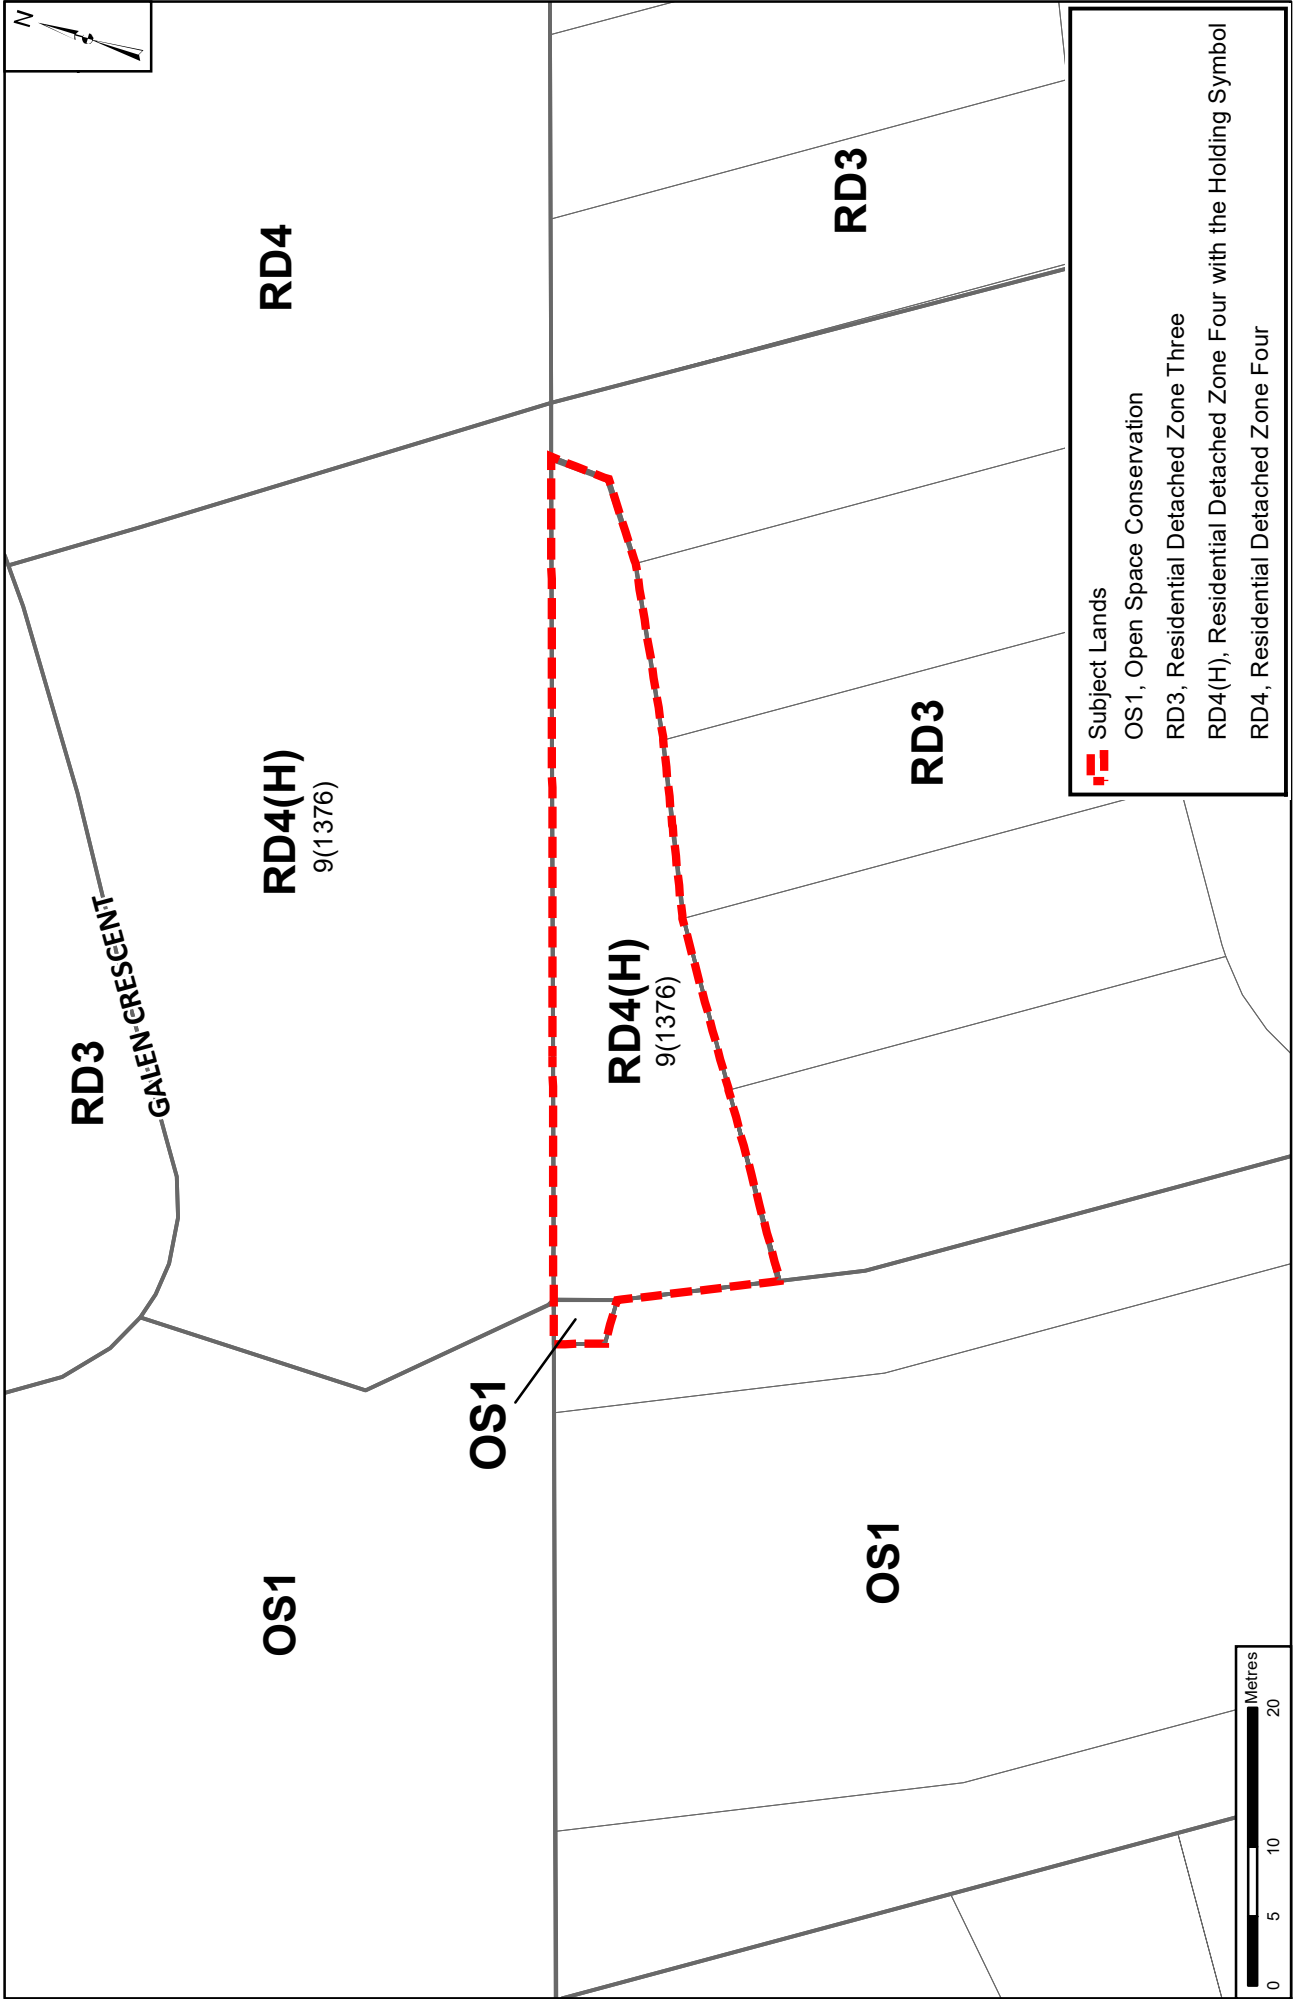 N
RD3
GALEN CRESCENT
RD4
RD4(H)
9(1376)
OS1
OS1
RD4(H)
9(1376)
RD3
RD3
OS1
Subject Lands
OS1, Open Space Conservation
RD3, Residential Detached Zone Three
RD4(H), Residential Detached Zone Four with the Holding Symbol
RD4, Residential Detached Zone Four
Metres
0 5 10 20